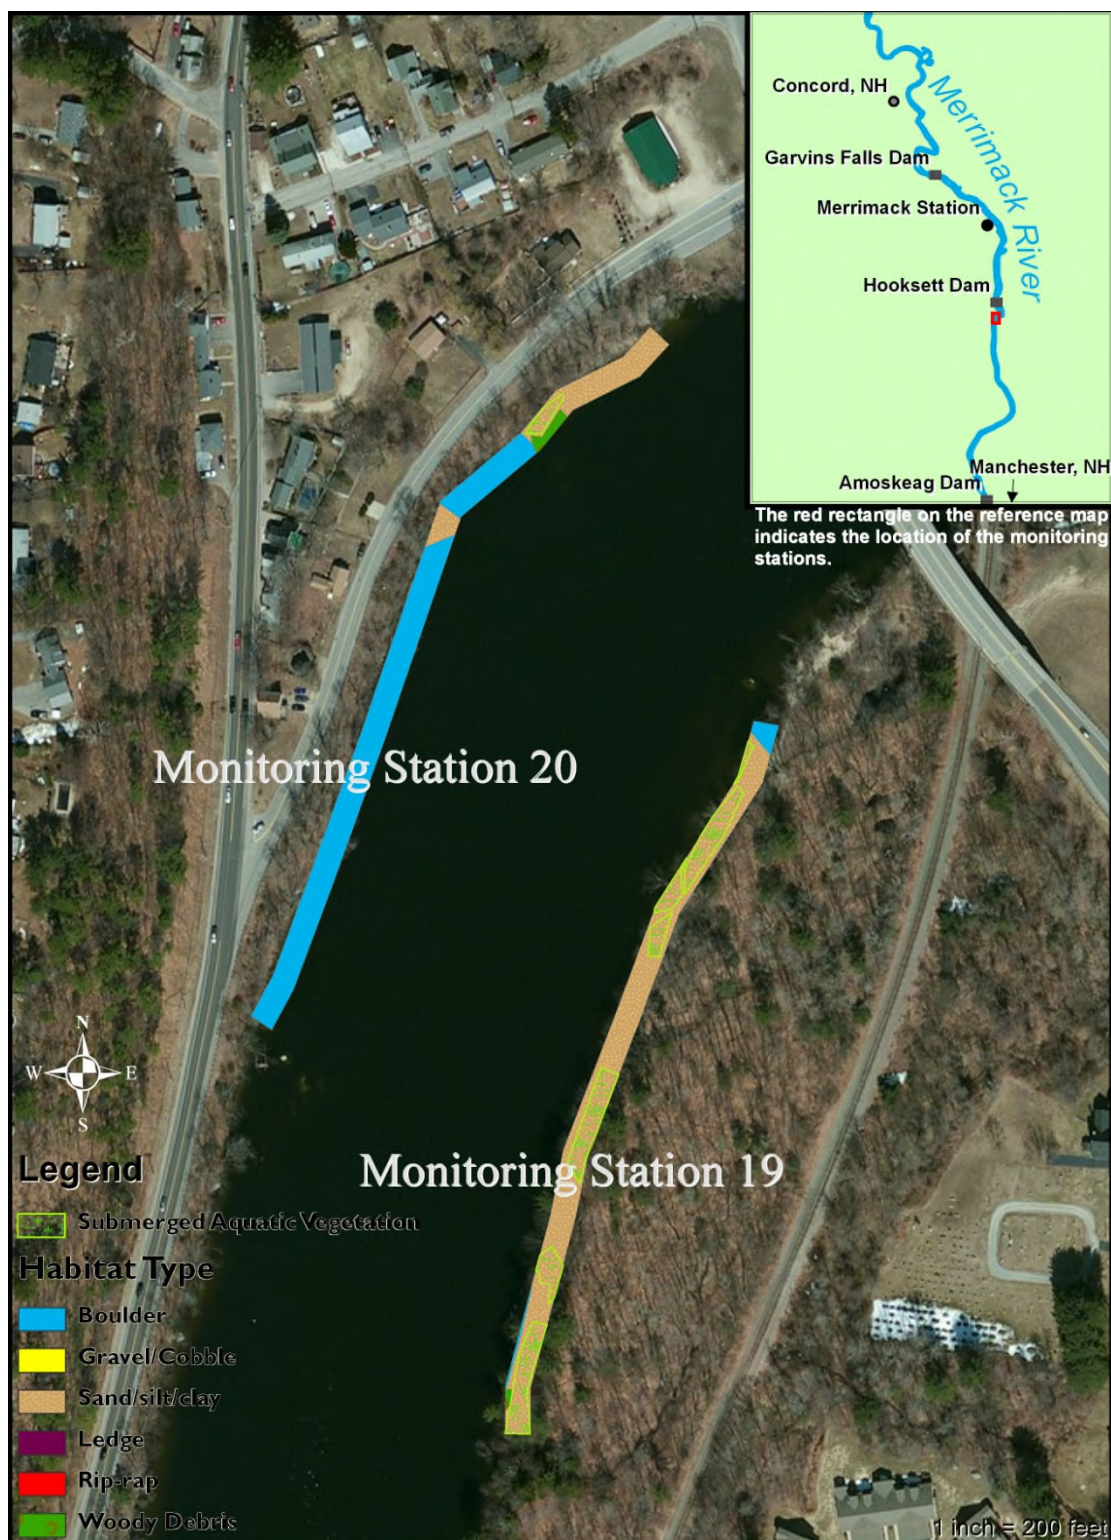 Concord, NH
Merrimack River
Garvins Falls Dam
Merrimack Station
Hooksett Dam
Manchester, NH
Amoskeag Dam
The red rectangle on the reference map
indicates the location of the monitoring
stations.
Monitoring Station 20
Monitoring Station 19
N
W E
S
Legend
Submerged Aquatic Vegetation
Habitat Type
Boulder
Gravel/Cobble
Sand/silt/clay
Ledge
Rip-rap
Woody Debris
1 inch = 200 feet